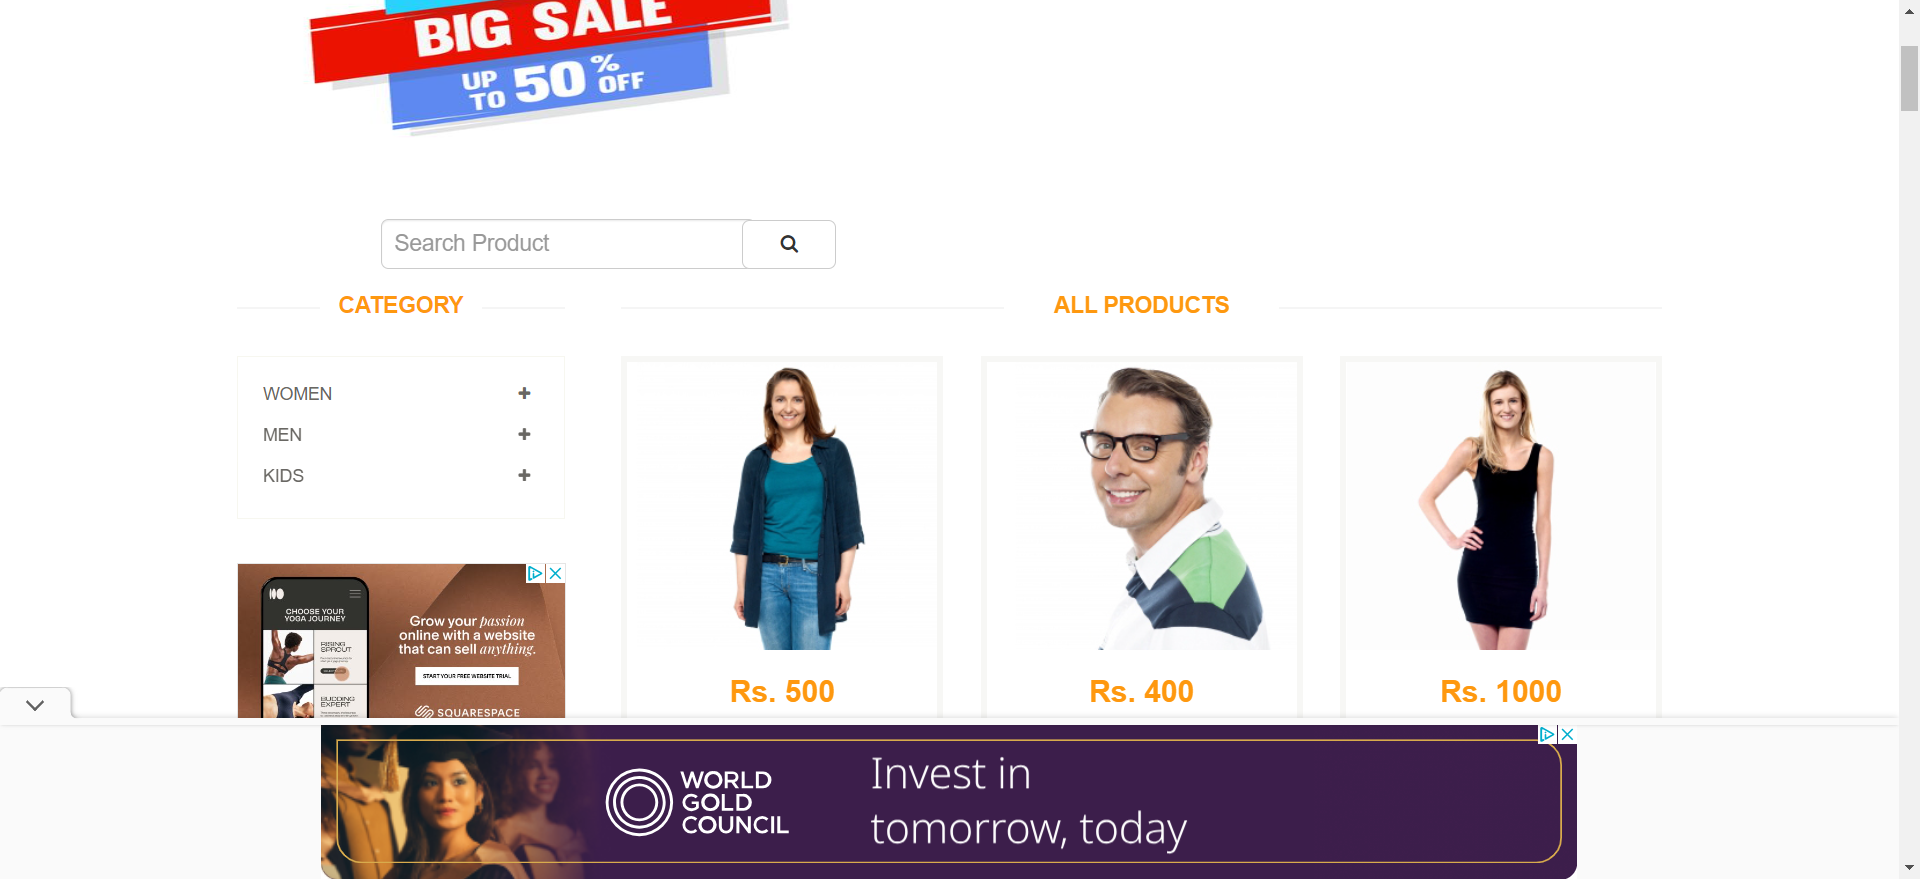 BIG SALE
UP TO 50% OFF
Search Product
CATEGORY
ALL PRODUCTS
WOMEN
MEN
KIDS
CHOOSE YOUR
YOGA JOURNEY
RISING
SPROUT
BUDDING
EXPERT
Grow your passion
online with a website
that can sell anything.
START YOUR FREE WEBSITE TRIAL
SQUARESPACE
Rs. 500
Rs. 400
Rs. 1000
WORLD
GOLD
COUNCIL
Invest in
tomorrow, today